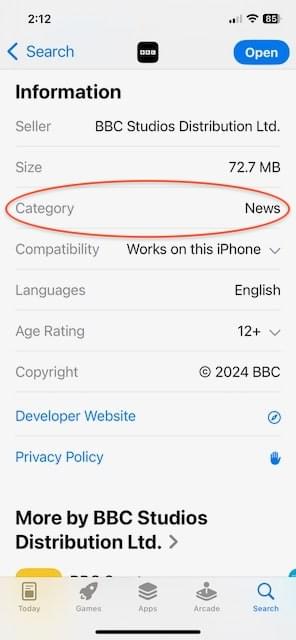 2:12
85
Search
BBC
Open
Information
Seller BBC Studios Distribution Ltd.
Size 72.7 MB
Category News
Compatibility Works on this iPhone
Languages English
Age Rating 12+
Copyright © 2024 BBC
Developer Website
Privacy Policy
More by BBC Studios
Distribution Ltd.
Today Games Apps Arcade Search